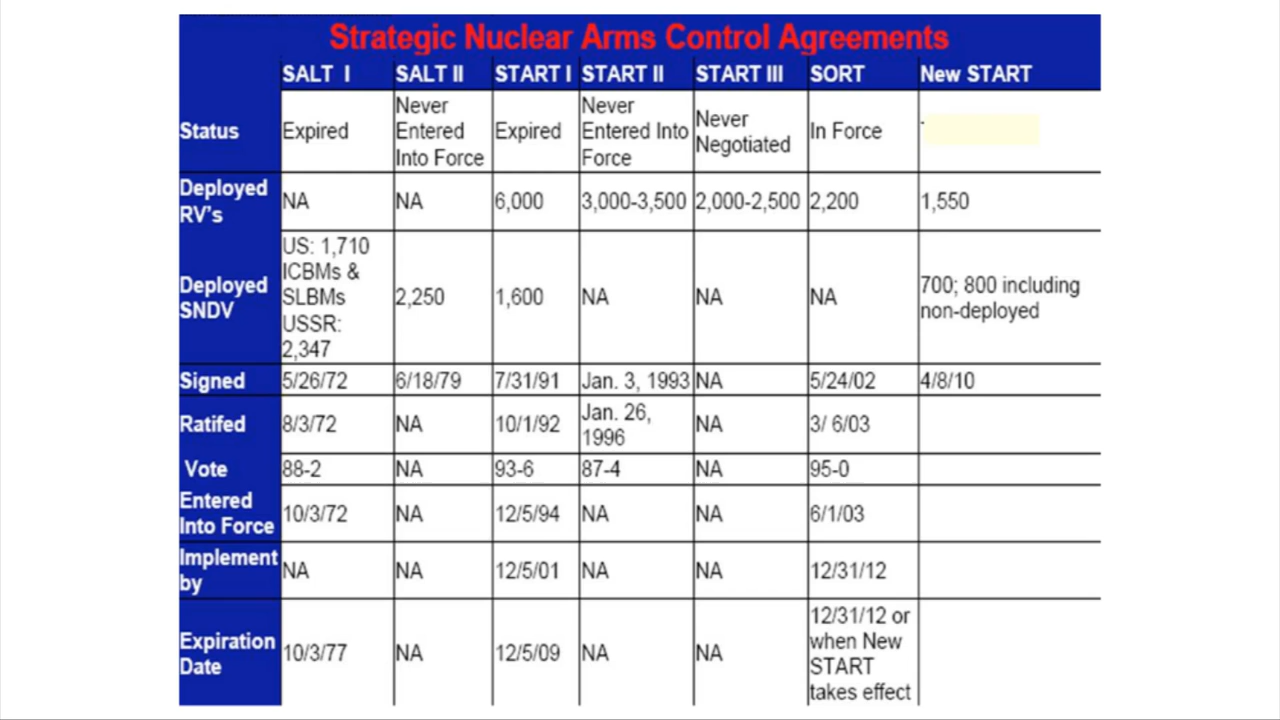 Strategic Nuclear Arms Control Agreements
SALT I SALT II START I START II START III SORT New START
Status
Expired
Never
Entered
Into Force
Expired
Never
Entered Into
Force
Never
Negotiated
In Force
Deployed
RV's
NA
NA
6,000
3,000-3,500
2,000-2,500
2,200
1,550
Deployed
SNDV
US: 1,710
ICBMs &
SLBMs
USSR:
2,347
2,250
1,600
NA
NA
NA
700; 800 including
non-deployed
Signed
5/26/72
6/18/79
7/31/91
Jan. 3, 1993
NA
5/24/02
4/8/10
Ratifed
8/3/72
NA
10/1/92
Jan. 26,
1996
NA
3/ 6/03
Vote
88-2
NA
93-6
87-4
NA
95-0
Entered
Into Force
10/3/72
NA
12/5/94
NA
NA
6/1/03
Implement
by
NA
NA
12/5/01
NA
NA
12/31/12
Expiration
Date
10/3/77
NA
12/5/09
NA
NA
12/31/12 or
when New
START
takes effect